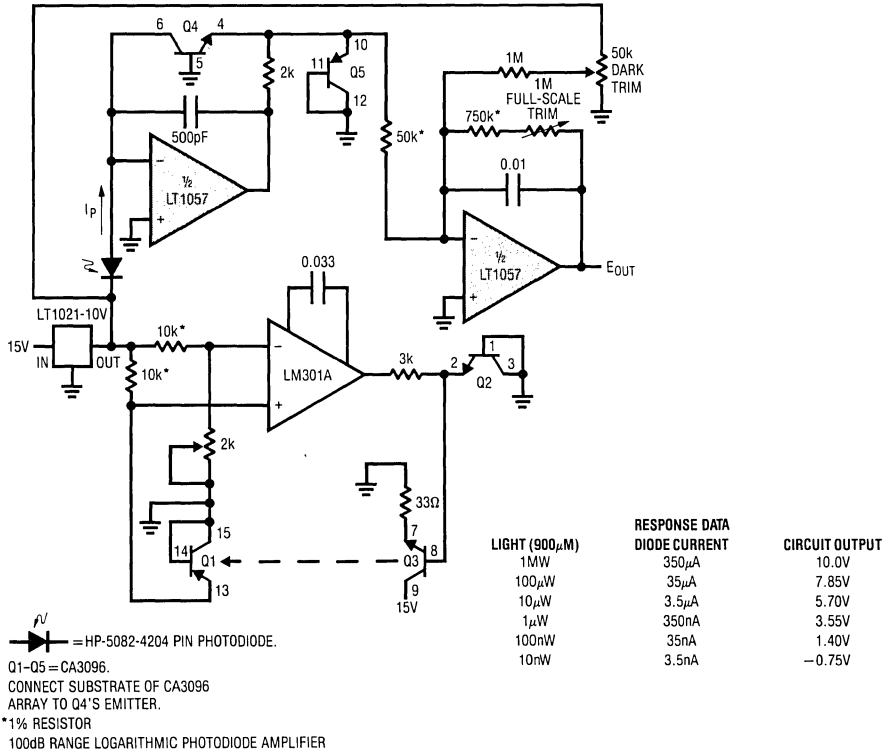 6
Q4
4
5
10
11
Q5
12
2k
500pF
½
LT1057
−
+
IP
50k*
1M
50k
DARK
TRIM
1M
FULL-SCALE
TRIM
750k*
0.01
−
+
½
LT1057
EOUT
LT1021-10V
15V
IN
OUT
10k*
10k*
0.033
−
+
LM301A
3k
2
1
3
Q2
2k
33Ω
15
14
Q1
13
7
8
Q3
9
15V
RESPONSE DATA
LIGHT (900µM) DIODE CURRENT CIRCUIT OUTPUT
1MW 350µA 10.0V
100µW 35µA 7.85V
10µW 3.5µA 5.70V
1µW 350nA 3.55V
100nW 35nA 1.40V
10nW 3.5nA −0.75V
=HP-5082-4204 PIN PHOTODIODE.
Q1–Q5=CA3096.
CONNECT SUBSTRATE OF CA3096
ARRAY TO Q4'S EMITTER.
*1% RESISTOR
100dB RANGE LOGARITHMIC PHOTODIODE AMPLIFIER